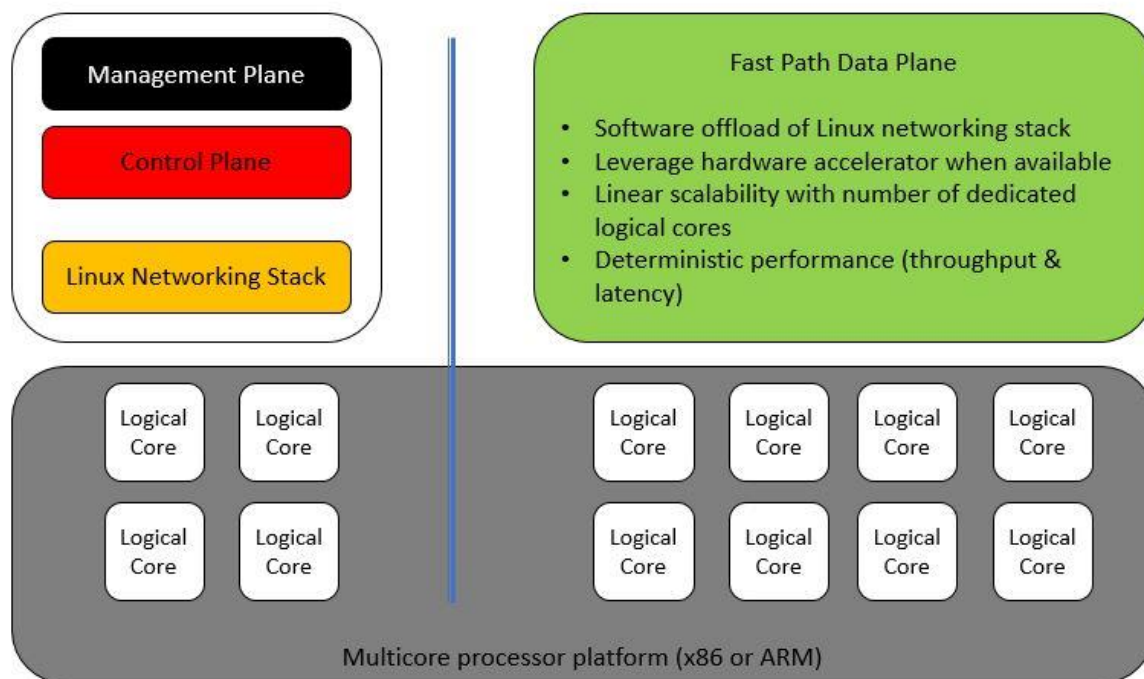 Management Plane
Control Plane
Linux Networking Stack
Fast Path Data Plane
• Software offload of Linux networking stack
• Leverage hardware accelerator when available
• Linear scalability with number of dedicated
logical cores
• Deterministic performance (throughput &
latency)
Logical
Core
Logical
Core
Logical
Core
Logical
Core
Logical
Core
Logical
Core
Logical
Core
Logical
Core
Logical
Core
Logical
Core
Logical
Core
Logical
Core
Multicore processor platform (x86 or ARM)